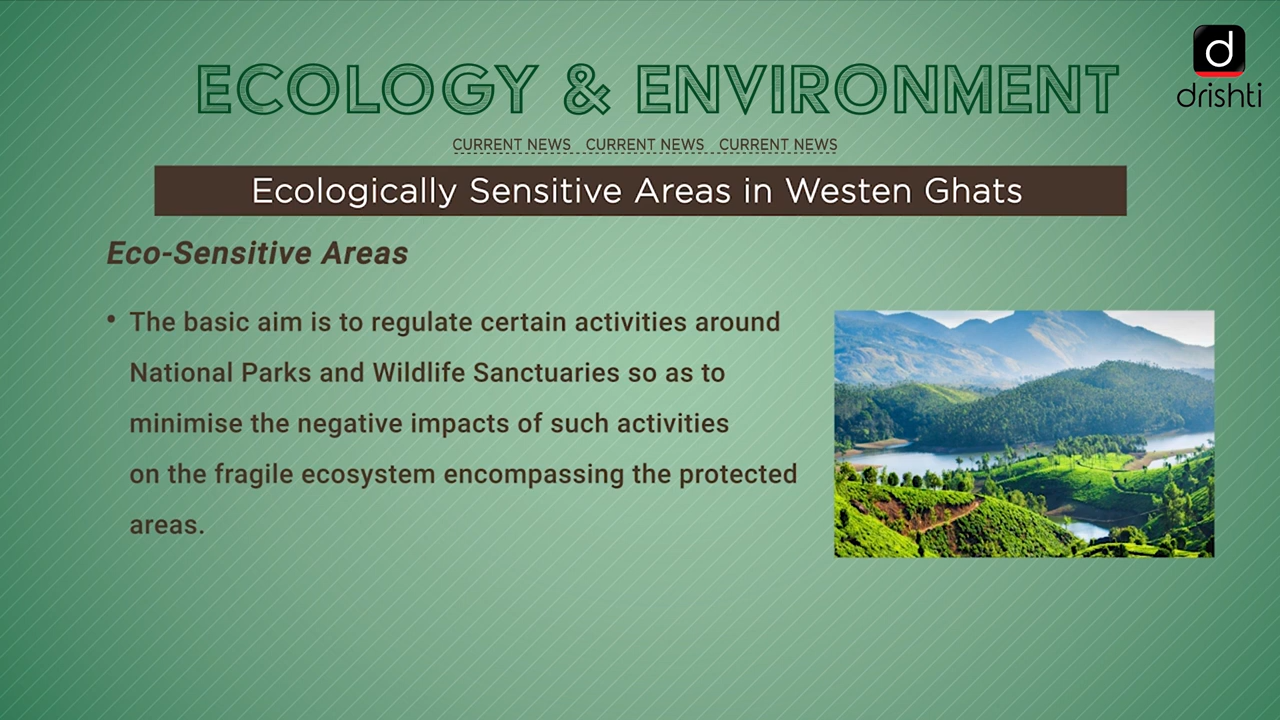 ECOLOGY & ENVIRONMENT
d
drishti
CURRENT NEWS CURRENT NEWS CURRENT NEWS
Ecologically Sensitive Areas in Westen Ghats
Eco-Sensitive Areas
• The basic aim is to regulate certain activities around
National Parks and Wildlife Sanctuaries so as to
minimise the negative impacts of such activities
on the fragile ecosystem encompassing the protected
areas.